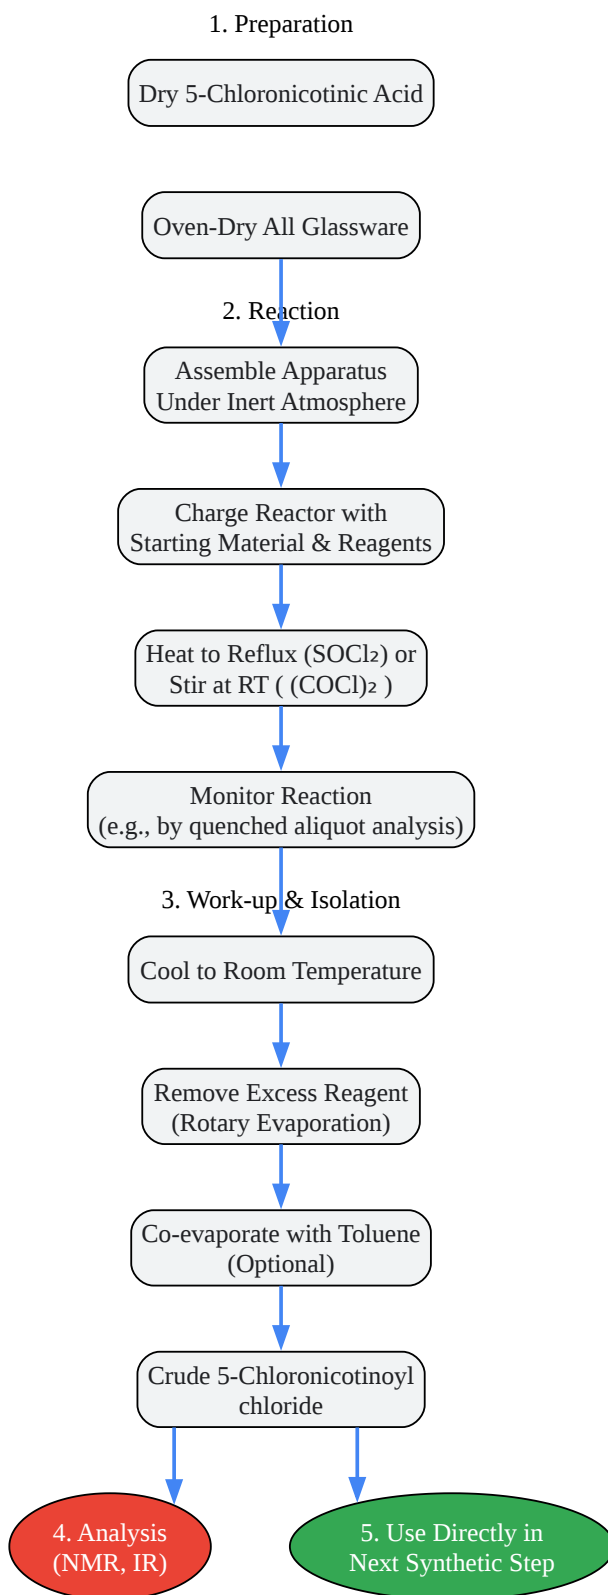 1. Preparation
Dry 5-Chloronicotinic Acid
Oven-Dry All Glassware
2. Reaction
Assemble Apparatus
Under Inert Atmosphere
Charge Reactor with
Starting Material & Reagents
Heat to Reflux (SOCl₂) or
Stir at RT ( (COCl)₂ )
Monitor Reaction
(e.g., by quenched aliquot analysis)
3. Work-up & Isolation
Cool to Room Temperature
Remove Excess Reagent
(Rotary Evaporation)
Co-evaporate with Toluene
(Optional)
Crude 5-Chloronicotinoyl
chloride
4. Analysis
(NMR, IR)
5. Use Directly in
Next Synthetic Step